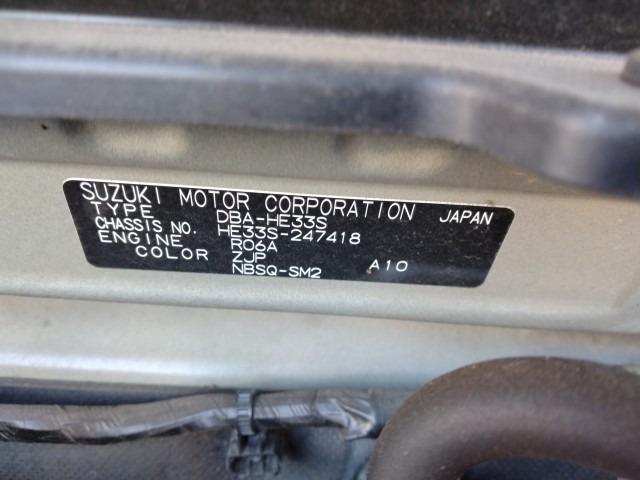 SUZUKI MOTOR CORPORATION JAPAN
TYPE DBA-HE33S
CHASSIS NO. HE33S-247418
ENGINE R06A
COLOR ZJP
NBSQ-SM2 A10